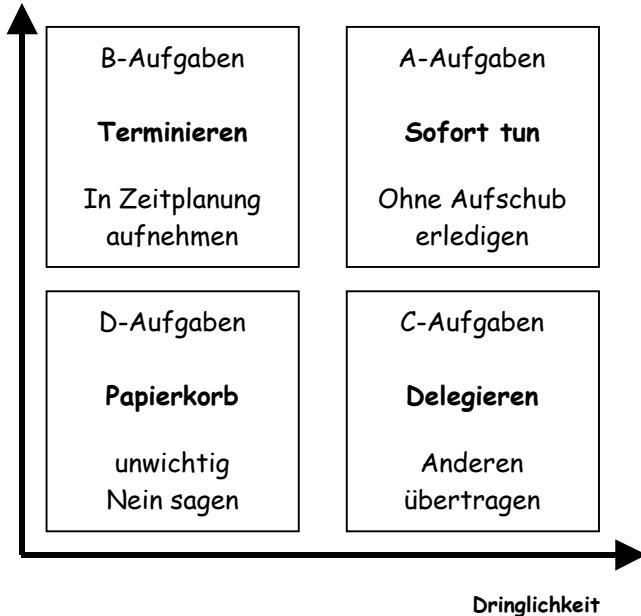 B-Aufgaben
Terminieren
In Zeitplanung
aufnehmen
A-Aufgaben
Sofort tun
Ohne Aufschub
erledigen
D-Aufgaben
Papierkorb
unwichtig
Nein sagen
C-Aufgaben
Delegieren
Anderen
übertragen
Dringlichkeit